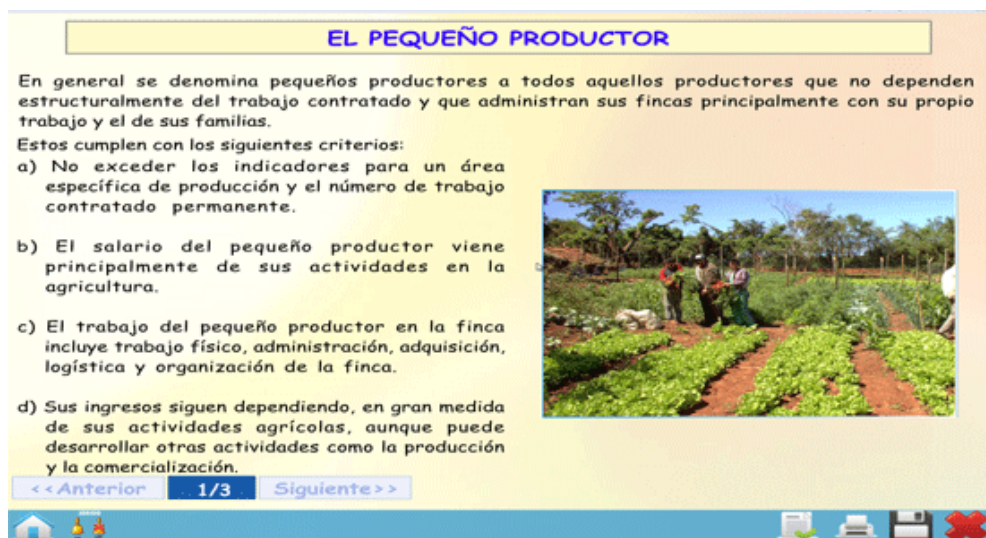 EL PEQUEÑO PRODUCTOR
En general se denomina pequeños productores a todos aquellos productores que no dependen
estructuralmente del trabajo contratado y que administran sus fincas principalmente con su propio
trabajo y el de sus familias.
Estos cumplen con los siguientes criterios:
a) No exceder los indicadores para un área
específica de producción y el número de trabajo
contratado permanente.
b) El salario del pequeño productor viene
principalmente de sus actividades en la
agricultura.
c) El trabajo del pequeño productor en la finca
incluye trabajo físico, administración, adquisición,
logística y organización de la finca.
d) Sus ingresos siguen dependiendo, en gran medida
de sus actividades agrícolas, aunque puede
desarrollar otras actividades como la producción
y la comercialización.
<<Anterior 1/3 Siguiente>>